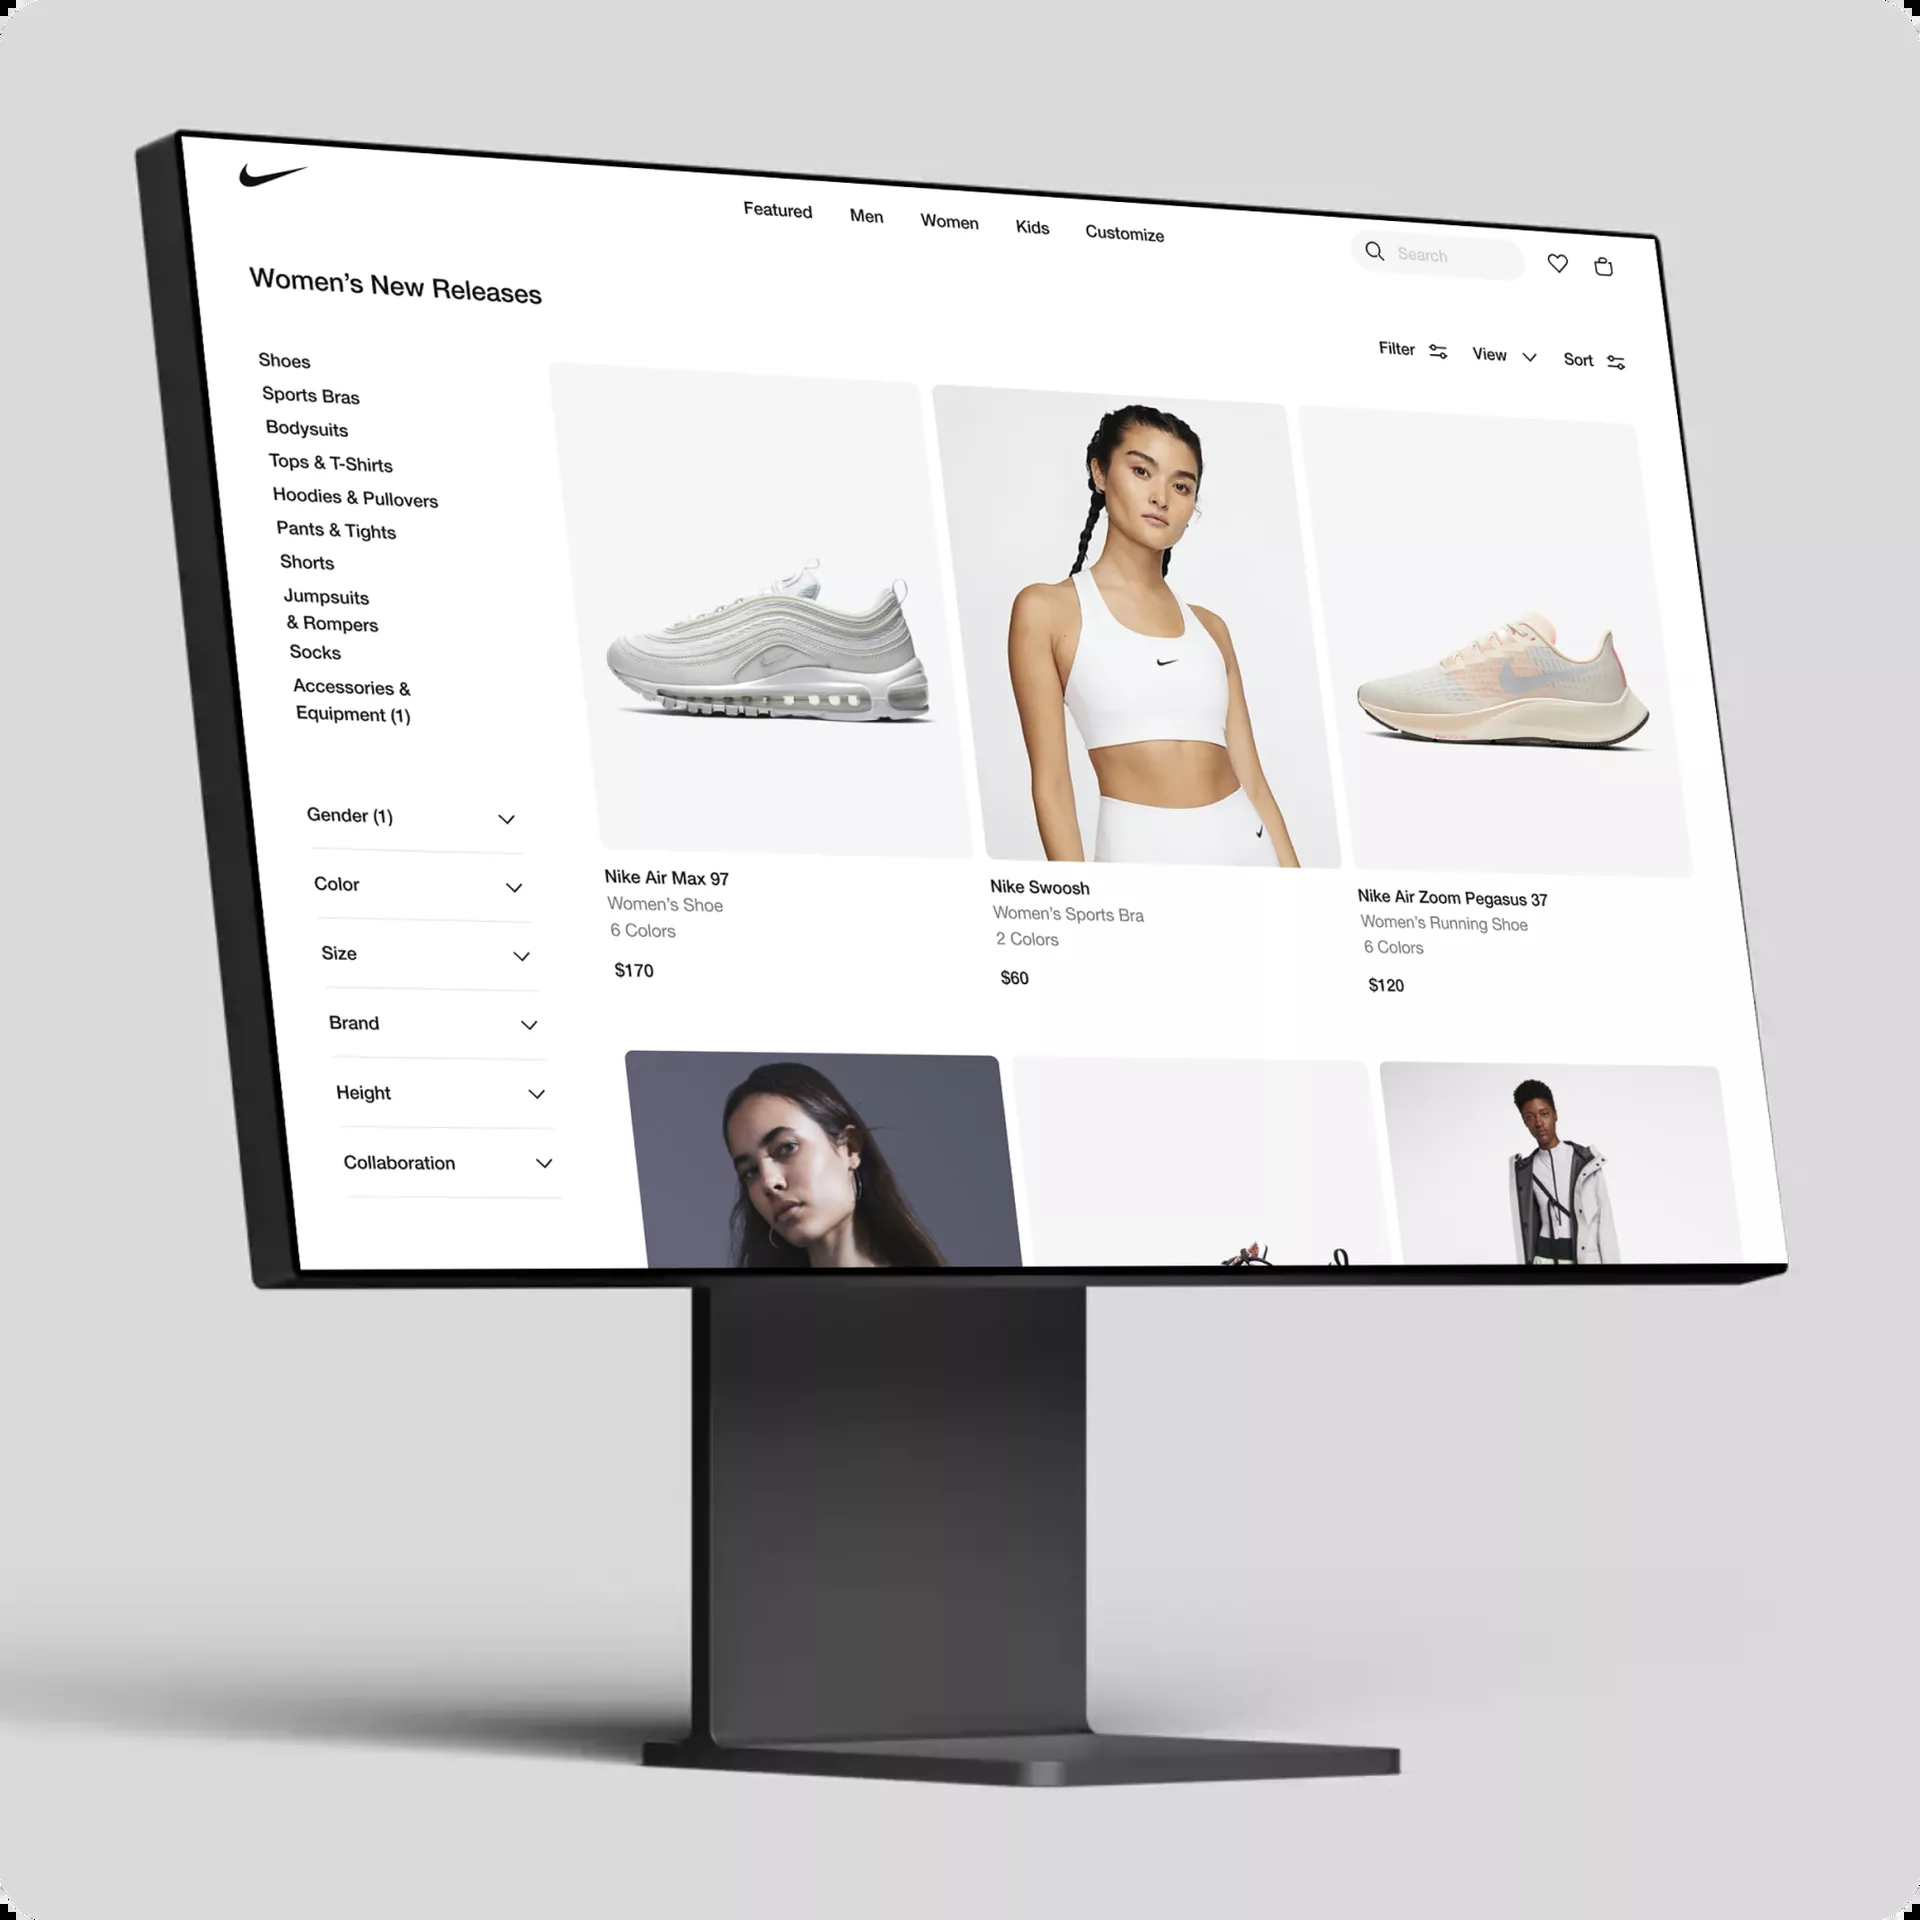 Featured
Men
Women
Kids
Customize
Search
Women's New Releases
Filter
View
Sort
Shoes
Sports Bras
Bodysuits
Tops & T-Shirts
Hoodies & Pullovers
Pants & Tights
Shorts
Jumpsuits
& Rompers
Socks
Accessories &
Equipment (1)
Gender (1)
Color
Size
Brand
Height
Collaboration
Nike Air Max 97
Women's Shoe
6 Colors
$170
Nike Swoosh
Women's Sports Bra
2 Colors
$60
Nike Air Zoom Pegasus 37
Women's Running Shoe
6 Colors
$120